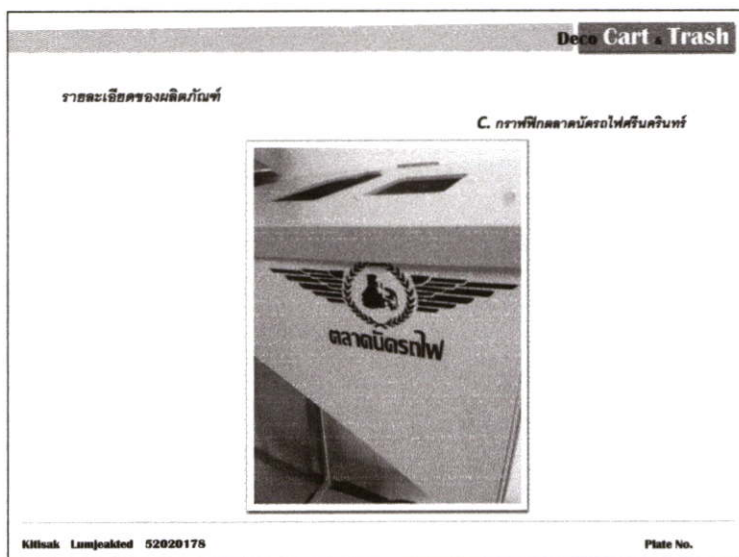 Deco Cart & Trash
รายละเอียดของผลิตภัณฑ์
C. กราฟฟิกตลาดนัดรถไฟศรีนครินทร์
ตลาดนัดรถไฟ
Kitisak Lumjeakted 52020178
Plate No.